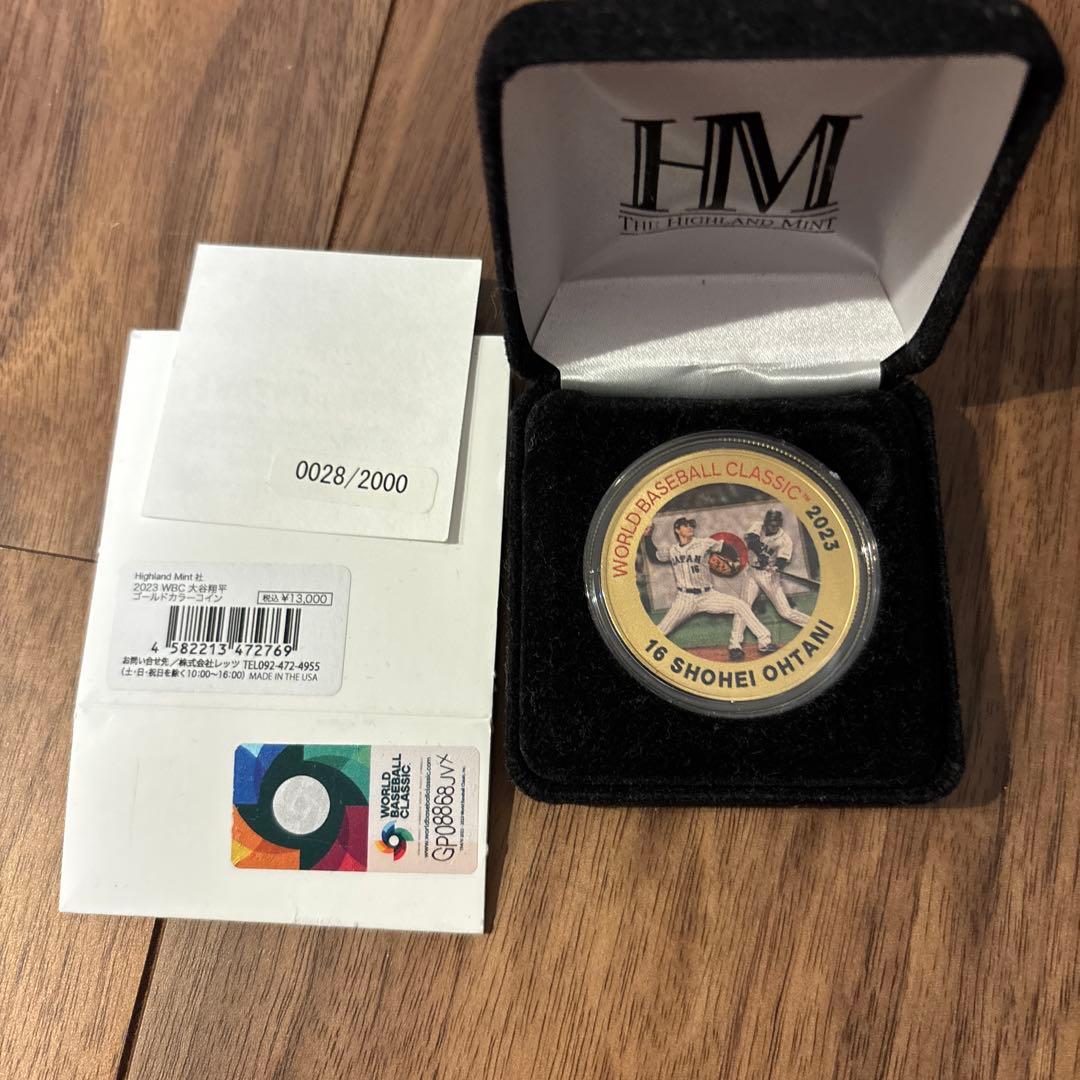 HM
THE HIGHLAND MINT
0028/2000
Highland Mint 社
2023 WBC 大谷翔平
ゴールドカラーコイン
税込 ¥13,000
4 582213 472769
お問い合せ先／株式会社レッツ TEL092-472-4955
(土・日・祝日を除く10:00〜16:00) MADE IN THE USA
WORLD BASEBALL CLASSIC™ 2023
JAPAN
16
16 SHOHEI OHTANI
WORLD
BASEBALL
CLASSIC
www.worldbaseballclassic.com
GP08868JVX